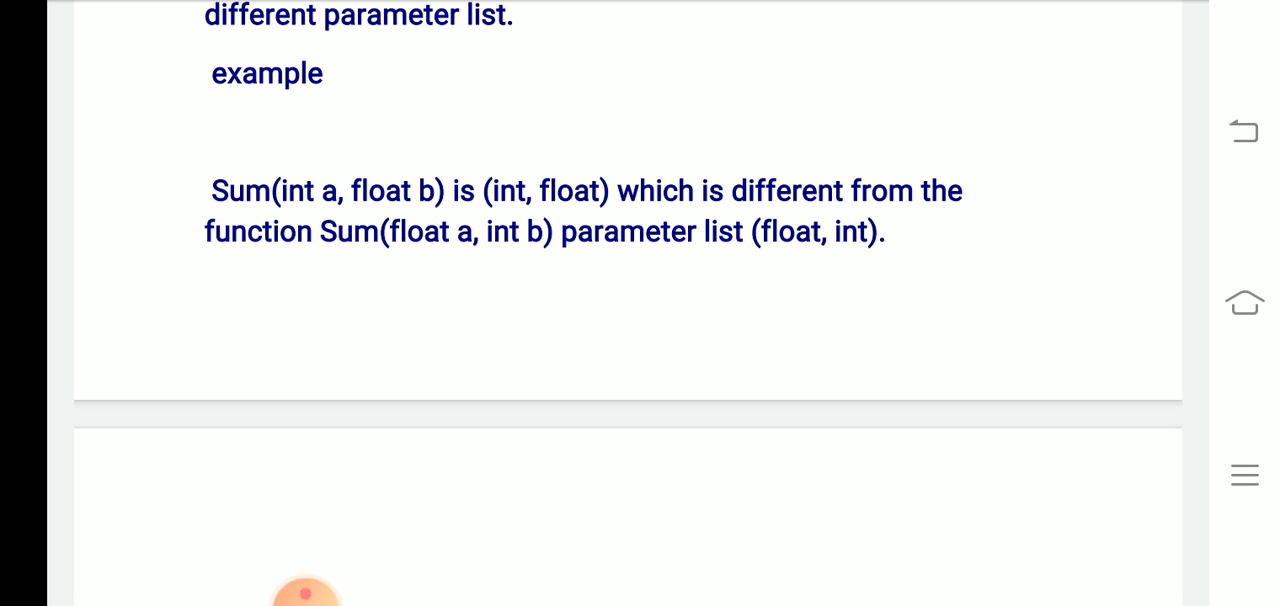 different parameter list.
example
Sum(int a, float b) is (int, float) which is different from the
function Sum(float a, int b) parameter list (float, int).